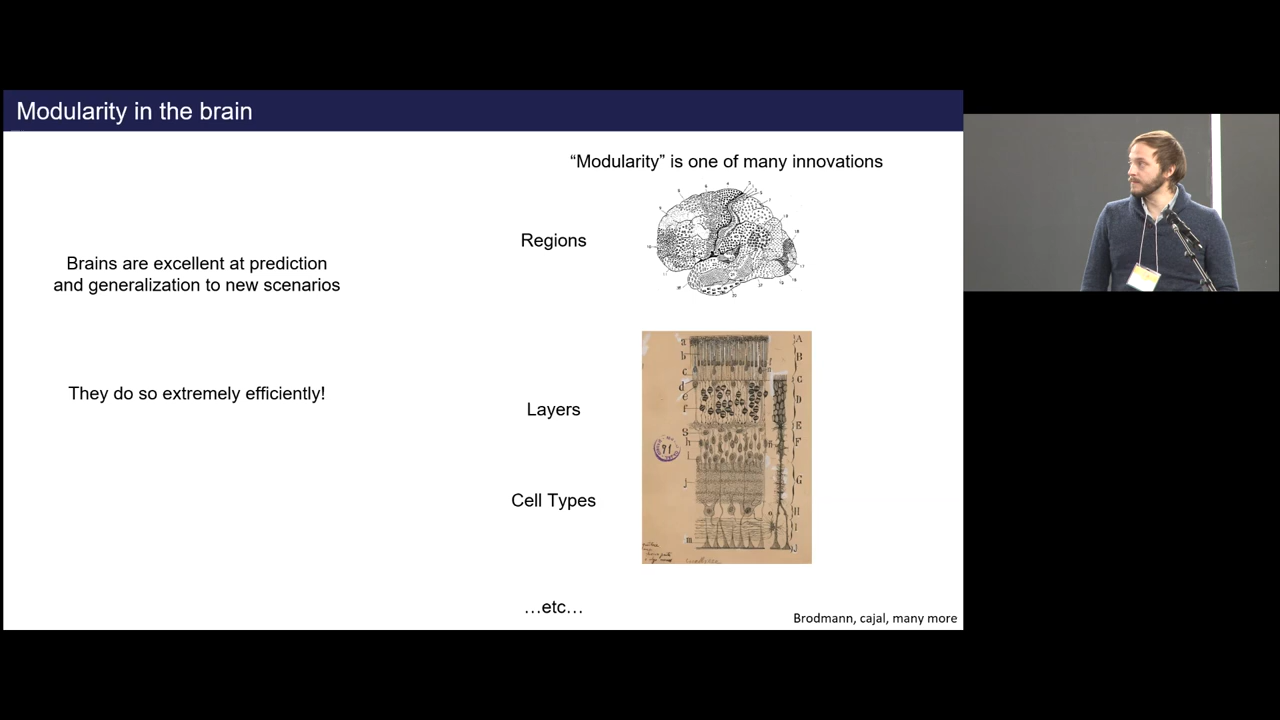 Modularity in the brain
"Modularity" is one of many innovations
Regions
Brains are excellent at prediction
and generalization to new scenarios
They do so extremely efficiently!
Layers
Cell Types
...etc...
Brodmann, cajal, many more
a
b
c
d
e
f
g
h
i
j
m
A
B
C
D
E
F
G
H
I
J
91